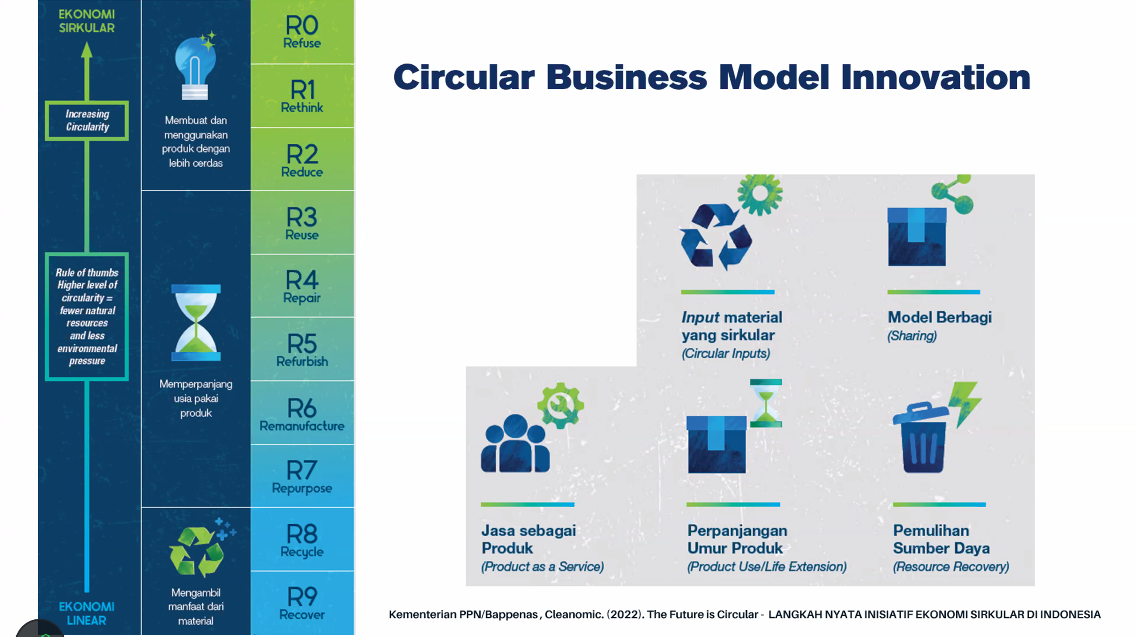 EKONOMI
SIRKULAR
Increasing
Circularity
Rule of thumbs
Higher level of
circularity =
fewer natural
resources
and less
environmental
pressure
EKONOMI
LINEAR
Membuat dan
menggunakan
produk dengan
lebih cerdas
Memperpanjang
usia pakai
produk
Mengambil
manfaat dari
material
R0
Refuse
R1
Rethink
R2
Reduce
R3
Reuse
R4
Repair
R5
Refurbish
R6
Remanufacture
R7
Repurpose
R8
Recycle
R9
Recover
Circular Business Model Innovation
Input material
yang sirkular
(Circular Inputs)
Model Berbagi
(Sharing)
Jasa sebagai
Produk
(Product as a Service)
Perpanjangan
Umur Produk
(Product Use/Life Extension)
Pemulihan
Sumber Daya
(Resource Recovery)
Kementerian PPN/Bappenas , Cleanomic. (2022). The Future is Circular - LANGKAH NYATA INISIATIF EKONOMI SIRKULAR DI INDONESIA